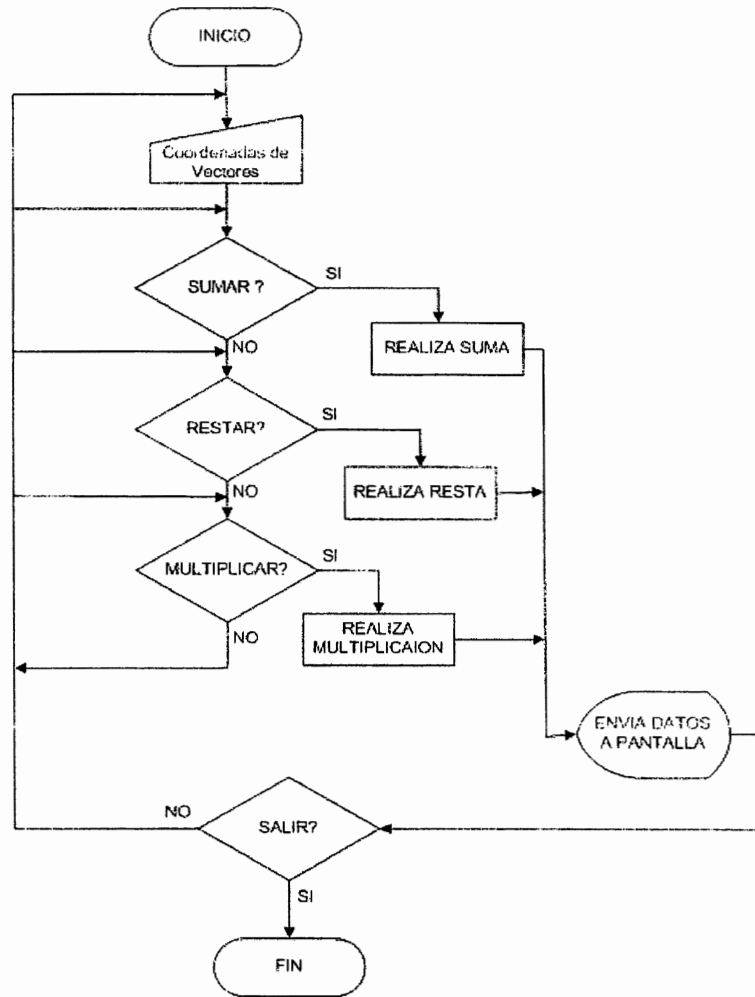 INICIO
Coordenadas de
Vectores
SUMAR ?
SI
REALIZA SUMA
NO
RESTAR?
SI
REALIZA RESTA
NO
MULTIPLICAR?
SI
REALIZA
MULTIPLICAION
NO
ENVIA DATOS
A PANTALLA
NO
SALIR?
SI
FIN